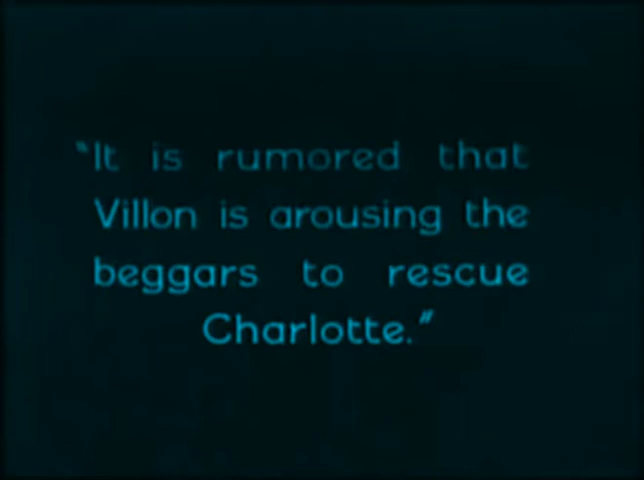 "It is rumored that
Villon is arousing the
beggars to rescue
Charlotte."